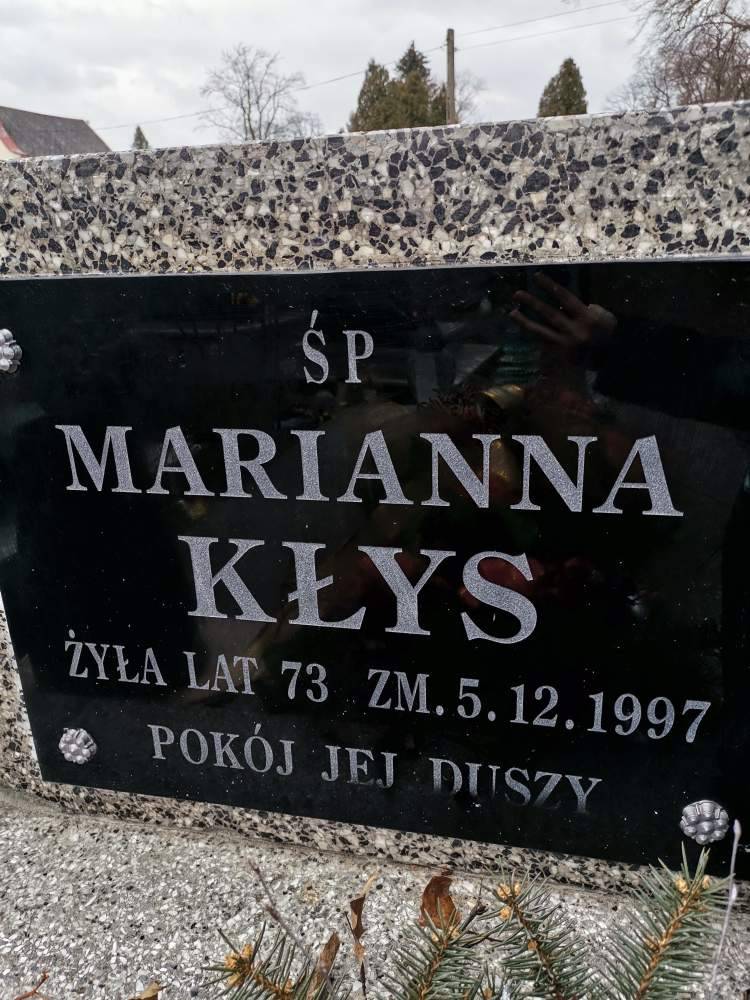 ŚP
MARIANNA
KŁYS
ŻYŁA LAT 73 ZM. 5.12.1997
POKÓJ JEJ DUSZY